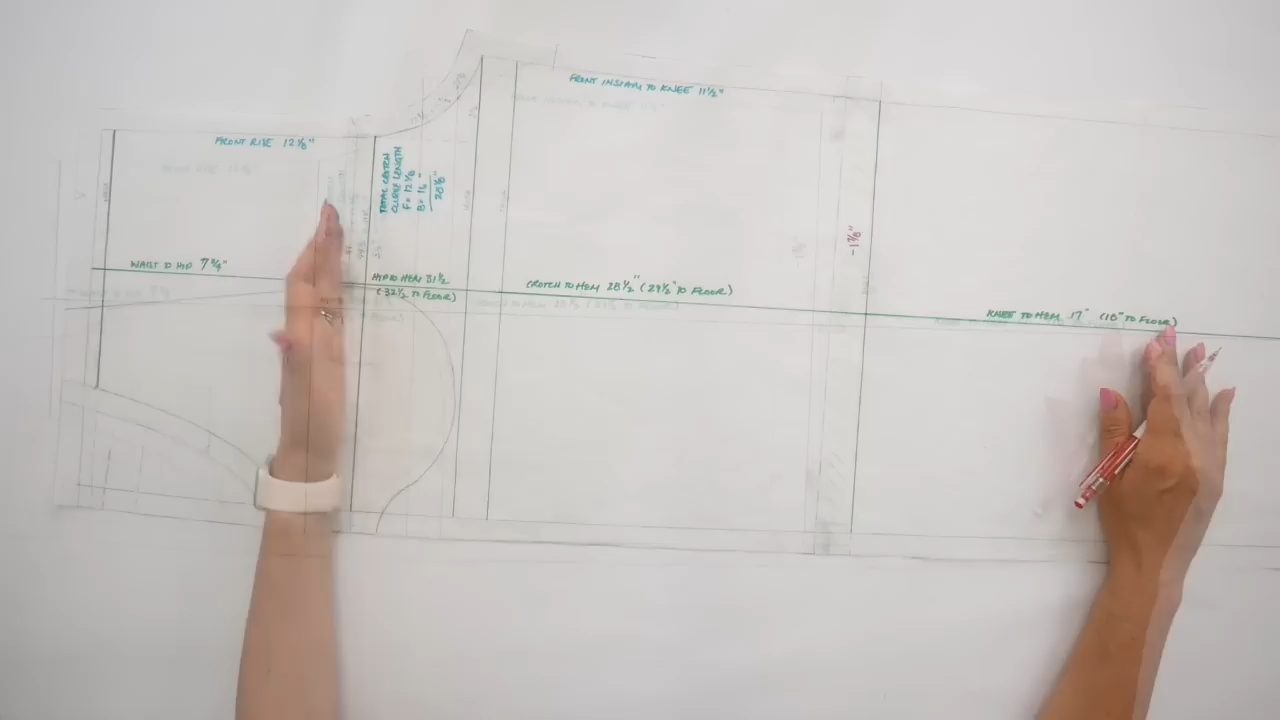 FRONT INSEAM TO KNEE 11½"
FRONT RISE 12⅛"
TOTAL CROTCH
CURVE LENGTH
F = 12⅛
B = 16"
28⅛"
-1⅞"
WAIST TO HIP 7¾"
HIP TO HEM 31½
(32½ TO FLOOR)
CROTCH TO HEM 28½" (29½" TO FLOOR)
KNEE TO HEM 17" (18" TO FLOOR)